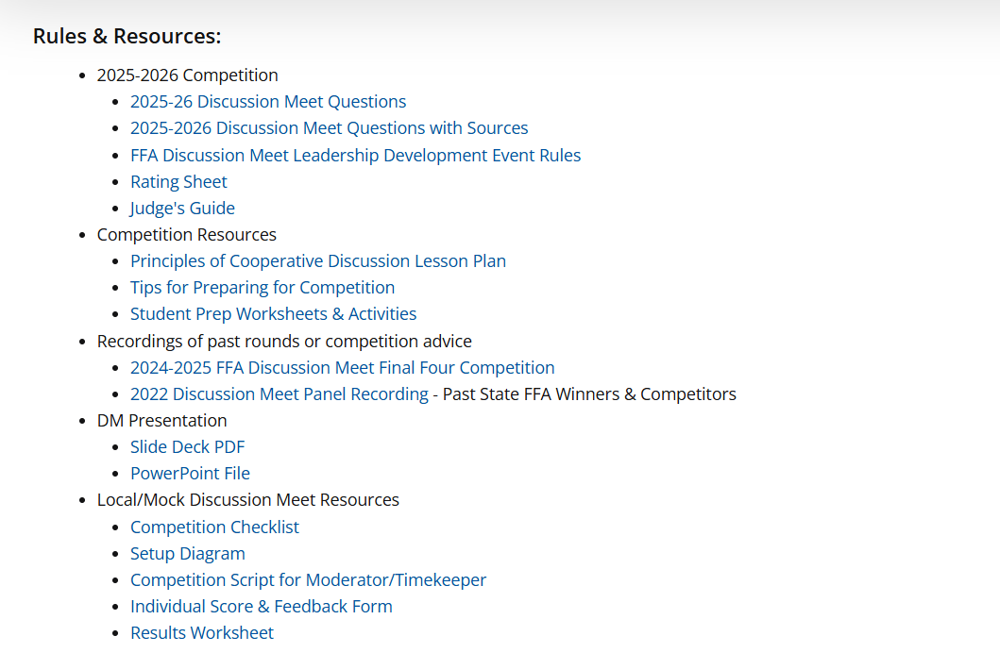 Rules & Resources:
2025-2026 Competition
2025-26 Discussion Meet Questions
2025-2026 Discussion Meet Questions with Sources
FFA Discussion Meet Leadership Development Event Rules
Rating Sheet
Judge's Guide
Competition Resources
Principles of Cooperative Discussion Lesson Plan
Tips for Preparing for Competition
Student Prep Worksheets & Activities
Recordings of past rounds or competition advice
2024-2025 FFA Discussion Meet Final Four Competition
2022 Discussion Meet Panel Recording - Past State FFA Winners & Competitors
DM Presentation
Slide Deck PDF
PowerPoint File
Local/Mock Discussion Meet Resources
Competition Checklist
Setup Diagram
Competition Script for Moderator/Timekeeper
Individual Score & Feedback Form
Results Worksheet